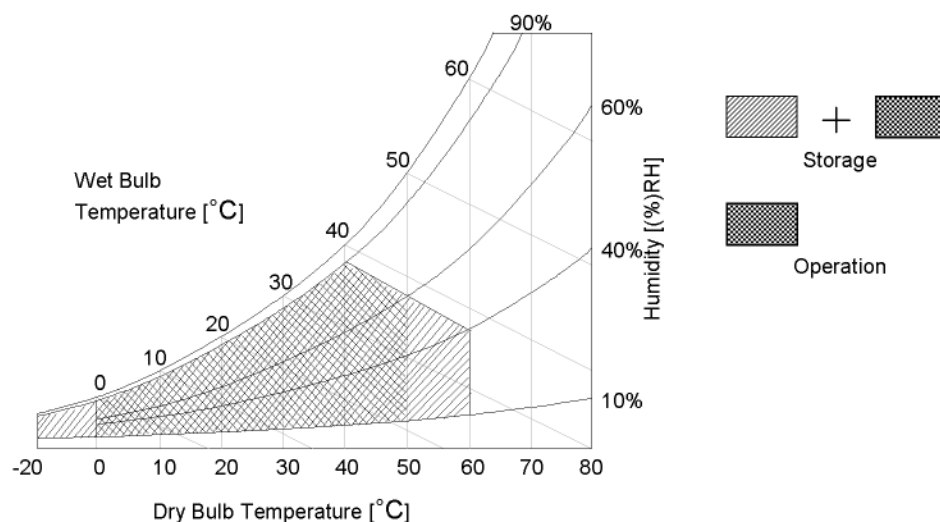 90%
60
60%
50
Wet Bulb
Temperature [°C]
40
30
20
10
0
Humidity [(%)RH]
40%
10%
-20 0 10 20 30 40 50 60 70 80
Dry Bulb Temperature [°C]
+
Storage
Operation